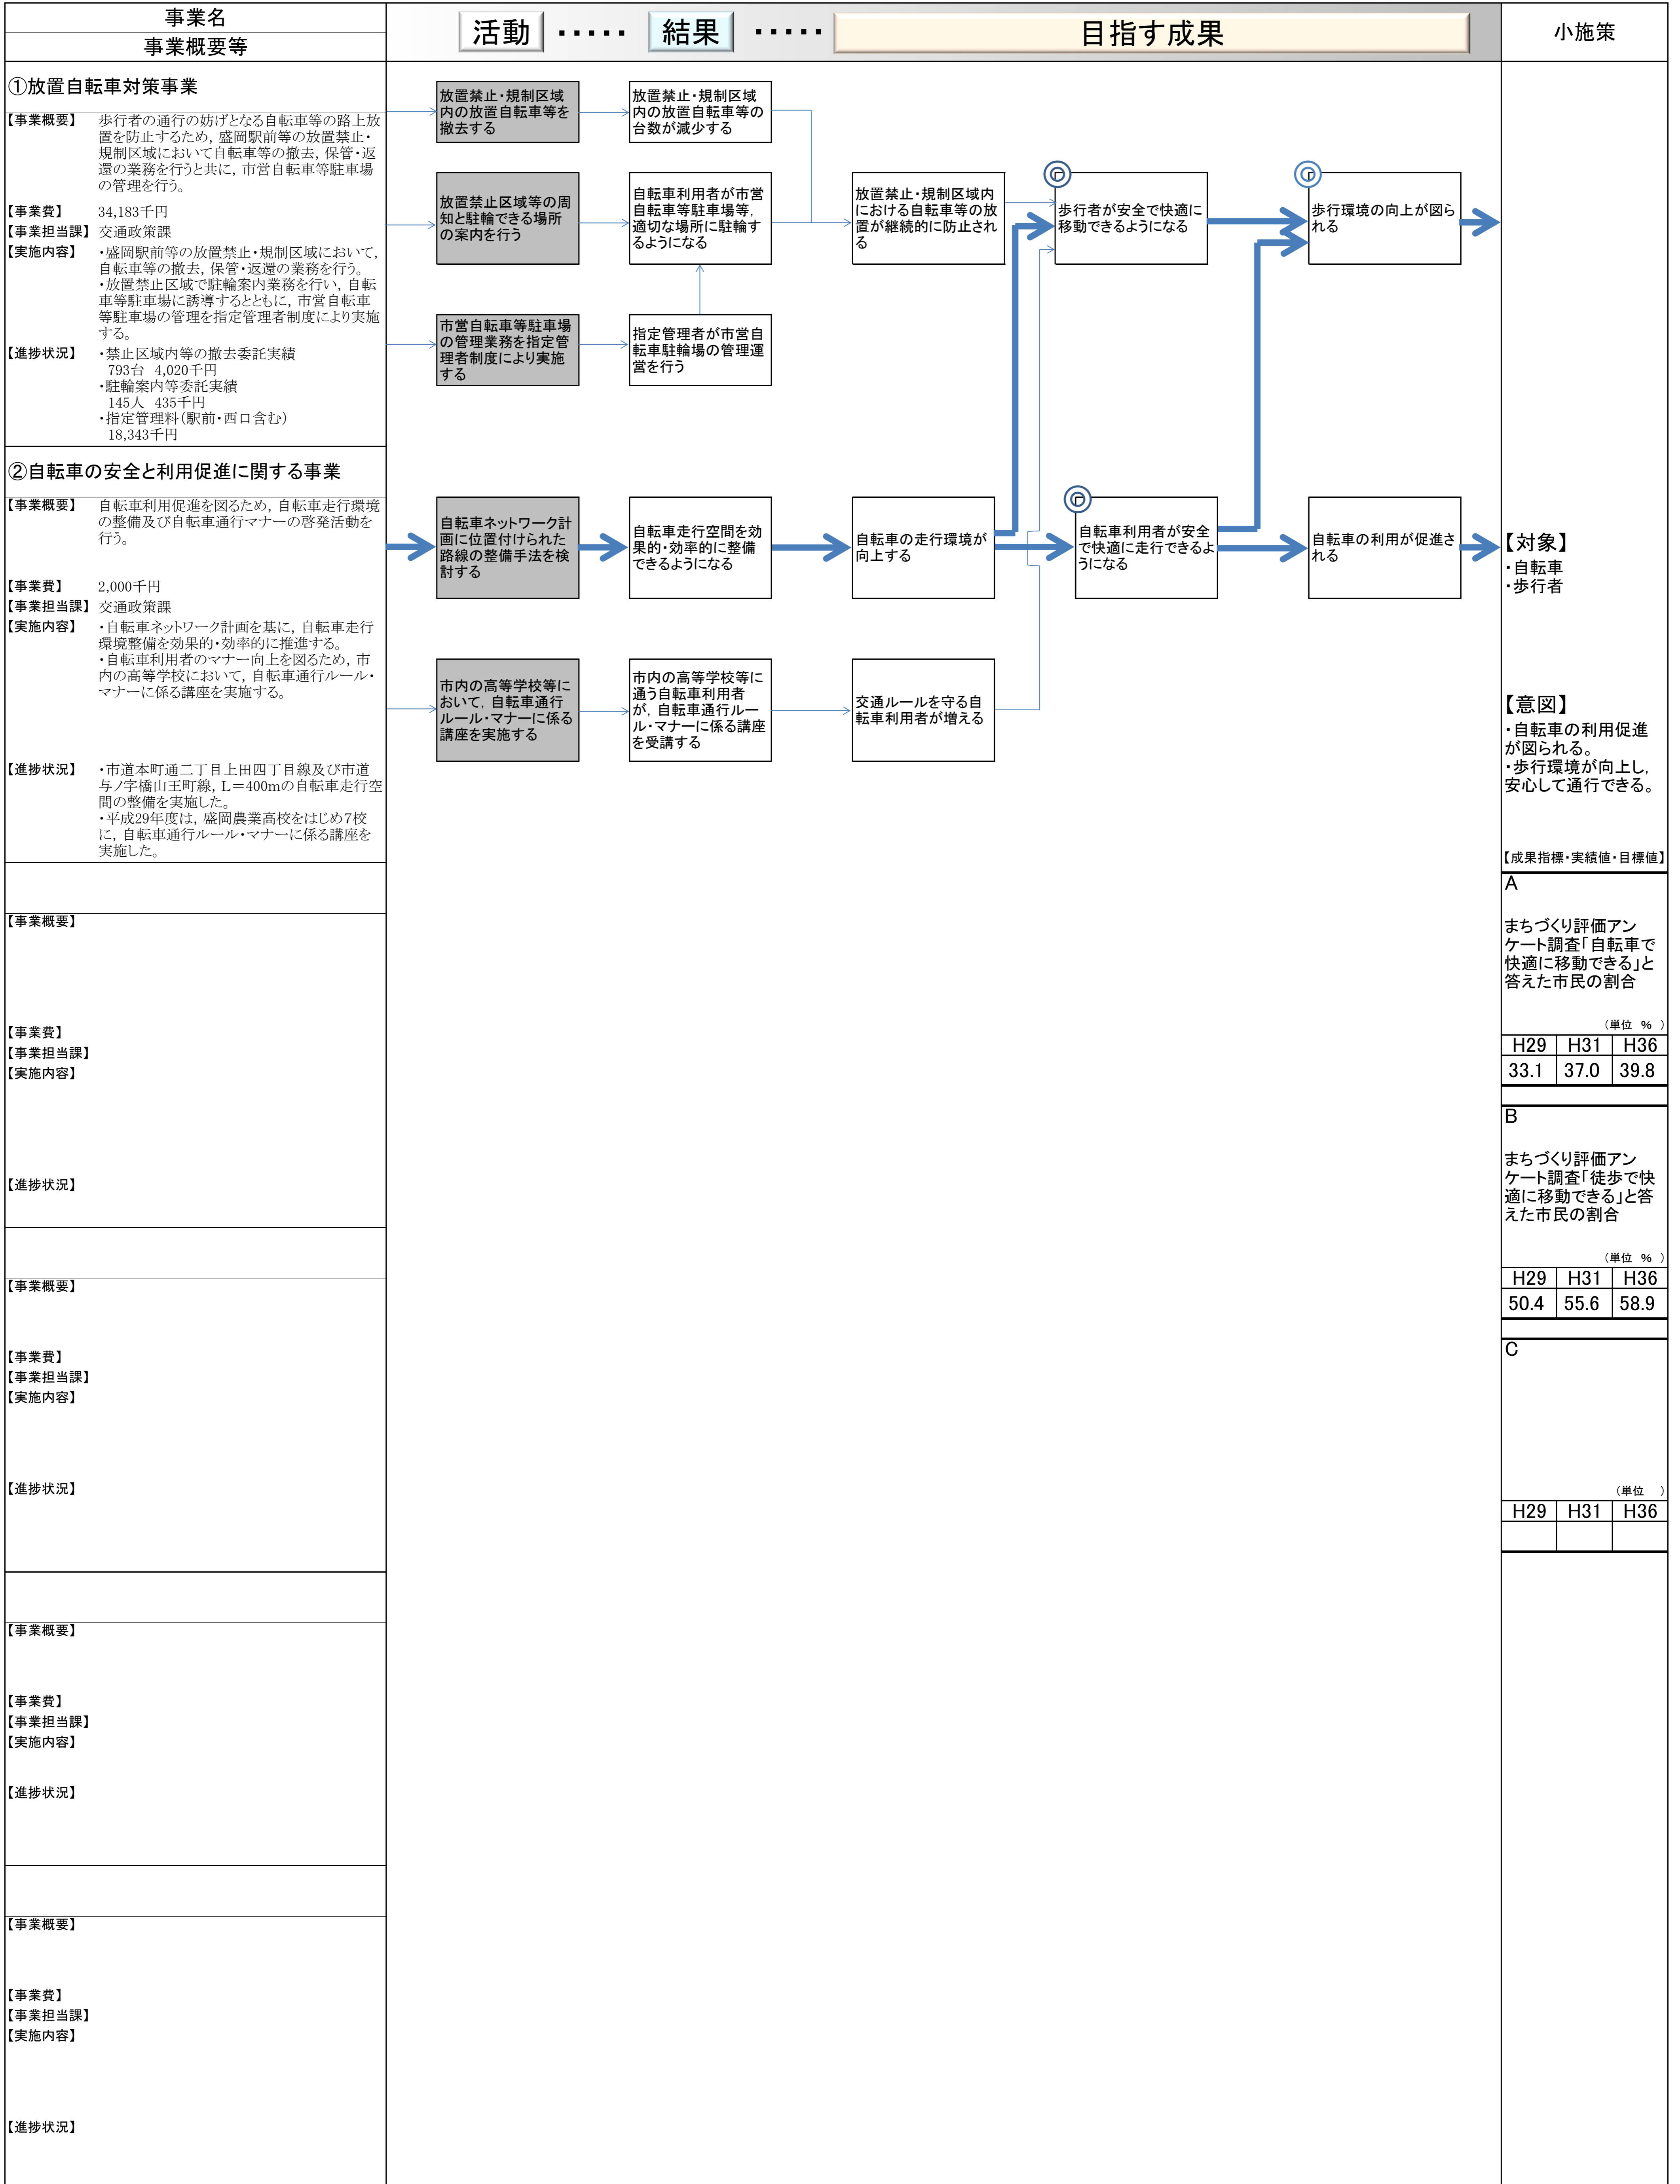 事業名
事業概要等
活動 ・・・・・ 結果 ・・・・・ 目指す成果
小施策
①放置自転車対策事業
【事業概要】 歩行者の通行の妨げとなる自転車等の路上放
置を防止するため，盛岡駅前等の放置禁止・
規制区域において自転車等の撤去，保管・返
還の業務を行うと共に，市営自転車等駐車場
の管理を行う。
【事業費】 34,183千円
【事業担当課】 交通政策課
【実施内容】 ・盛岡駅前等の放置禁止・規制区域において，
自転車等の撤去，保管・返還の業務を行う。
・放置禁止区域で駐輪案内業務を行い，自転
車等駐車場に誘導するとともに，市営自転車
等駐車場の管理を指定管理者制度により実施
する。
【進捗状況】 ・禁止区域内等の撤去委託実績
793台 4,020千円
・駐輪案内等委託実績
145人 435千円
・指定管理料（駅前・西口含む）
18,343千円
放置禁止・規制区域
内の放置自転車等を
撤去する
放置禁止・規制区域
内の放置自転車等の
台数が減少する
放置禁止区域等の周
知と駐輪できる場所
の案内を行う
自転車利用者が市営
自転車等駐車場等，
適切な場所に駐輪す
るようになる
放置禁止・規制区域内
における自転車等の放
置が継続的に防止され
る
歩行者が安全で快適に
移動できるようになる
歩行環境の向上が図ら
れる
市営自転車等駐車場
の管理業務を指定管
理者制度により実施
する
指定管理者が市営自
転車駐輪場の管理運
営を行う
②自転車の安全と利用促進に関する事業
【事業概要】 自転車利用促進を図るため，自転車走行環境
の整備及び自転車通行マナーの啓発活動を
行う。
【事業費】 2,000千円
【事業担当課】 交通政策課
【実施内容】 ・自転車ネットワーク計画を基に，自転車走行
環境整備を効果的・効率的に推進する。
・自転車利用者のマナー向上を図るため，市
内の高等学校において，自転車通行ルール・
マナーに係る講座を実施する。
【進捗状況】 ・市道本町通二丁目上田四丁目線及び市道
与ノ字橋山王町線，L＝400mの自転車走行空
間の整備を実施した。
・平成29年度は，盛岡農業高校をはじめ7校
に，自転車通行ルール・マナーに係る講座を
実施した。
自転車ネットワーク計
画に位置付けられた
路線の整備手法を検
討する
自転車走行空間を効
果的・効率的に整備
できるようになる
自転車の走行環境が
向上する
自転車利用者が安全
で快適に走行できるよ
うになる
自転車の利用が促進さ
れる
市内の高等学校等に
おいて，自転車通行
ルール・マナーに係る
講座を実施する
市内の高等学校等に
通う自転車利用者
が，自転車通行ルー
ル・マナーに係る講座
を受講する
交通ルールを守る自
転車利用者が増える
【対象】
・自転車
・歩行者
【意図】
・自転車の利用促進
が図られる。
・歩行環境が向上し，
安心して通行できる。
【成果指標・実績値・目標値】
A
まちづくり評価アン
ケート調査「自転車で
快適に移動できる」と
答えた市民の割合
（単位 ％ ）
H29 H31 H36
33.1 37.0 39.8
B
まちづくり評価アン
ケート調査「徒歩で快
適に移動できる」と答
えた市民の割合
（単位 ％ ）
H29 H31 H36
50.4 55.6 58.9
C
（単位 ）
H29 H31 H36
【事業概要】
【事業費】
【事業担当課】
【実施内容】
【進捗状況】
【事業概要】
【事業費】
【事業担当課】
【実施内容】
【進捗状況】
【事業概要】
【事業費】
【事業担当課】
【実施内容】
【進捗状況】
【事業概要】
【事業費】
【事業担当課】
【実施内容】
【進捗状況】